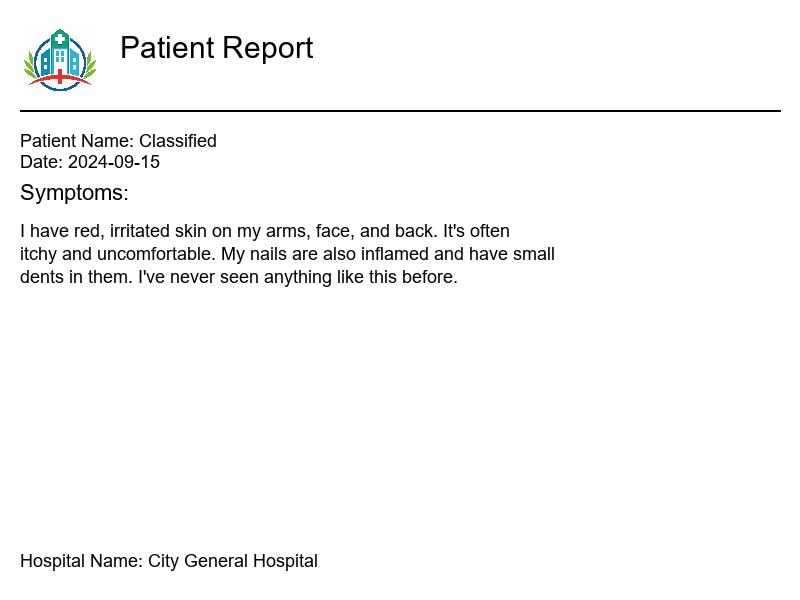 Patient Report
Patient Name: Classified
Date: 2024-09-15
Symptoms:
I have red, irritated skin on my arms, face, and back. It's often
itchy and uncomfortable. My nails are also inflamed and have small
dents in them. I've never seen anything like this before.
Hospital Name: City General Hospital